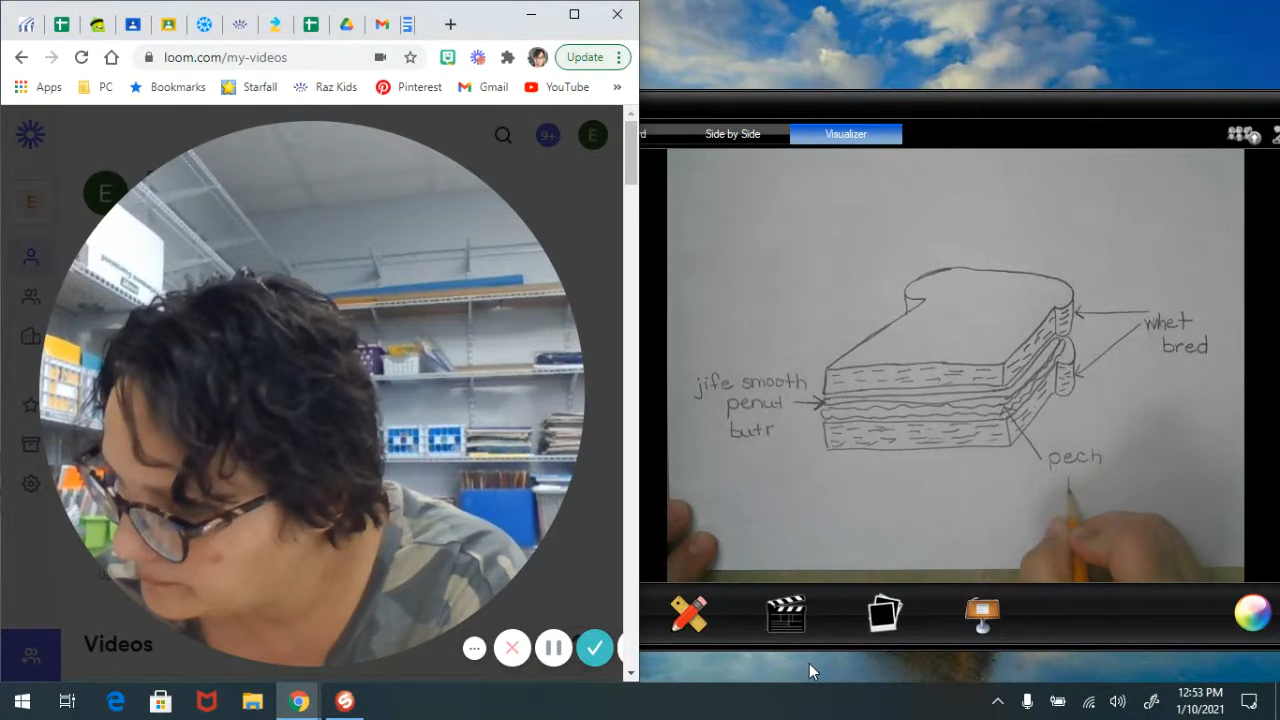 loom.com/my-videos
Update
Apps
PC
Bookmarks
Starfall
Raz Kids
Pinterest
Gmail
YouTube
»
9+
E
E
E
Videos
Side by Side
Visualizer
jife smooth
penut
butr
whet
bred
pech
12:53 PM
1/10/2021